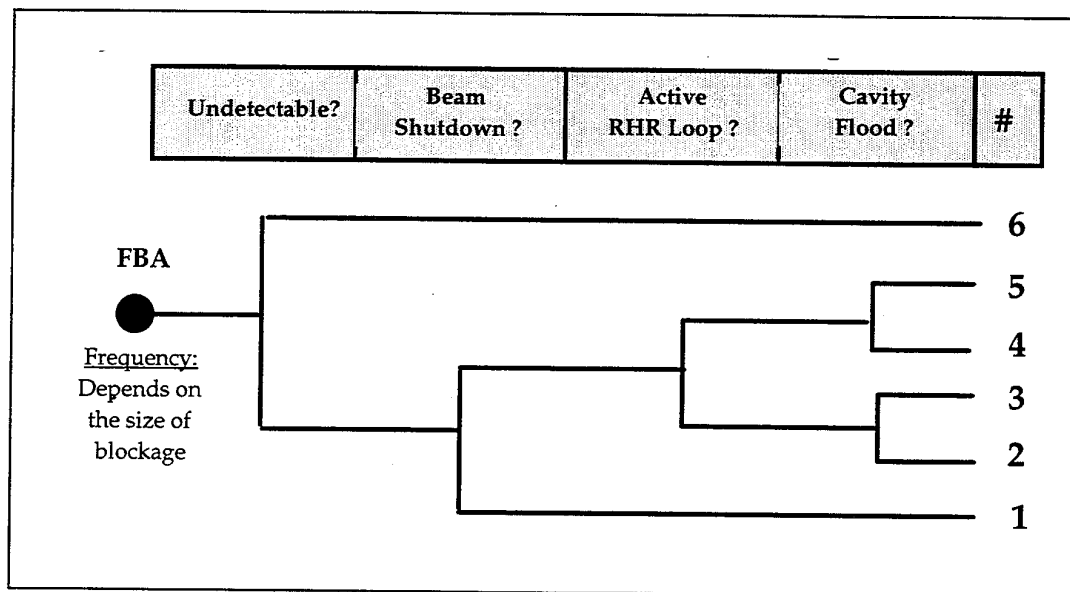 Undetectable?
Beam
Shutdown ?
Active
RHR Loop ?
Cavity
Flood ?
#
6
FBA
5
4
Frequency:
Depends on
the size of
blockage
3
2
1